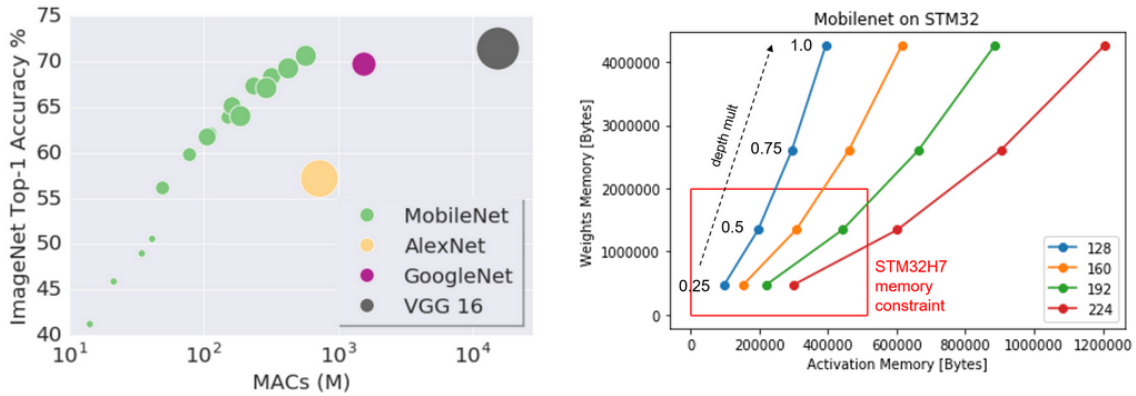 75
70
65
60
55
50
45
40
10¹
10²
10³
10⁴
ImageNet Top-1 Accuracy %
MACs (M)
MobileNet
AlexNet
GoogleNet
VGG 16
Mobilenet on STM32
4000000
3000000
2000000
1000000
0
Weights Memory [Bytes]
1.0
0.75
0.5
0.25
depth mult
STM32H7
memory
constraint
128
160
192
224
0
200000
400000
600000
800000
1000000
1200000
Activation Memory [Bytes]